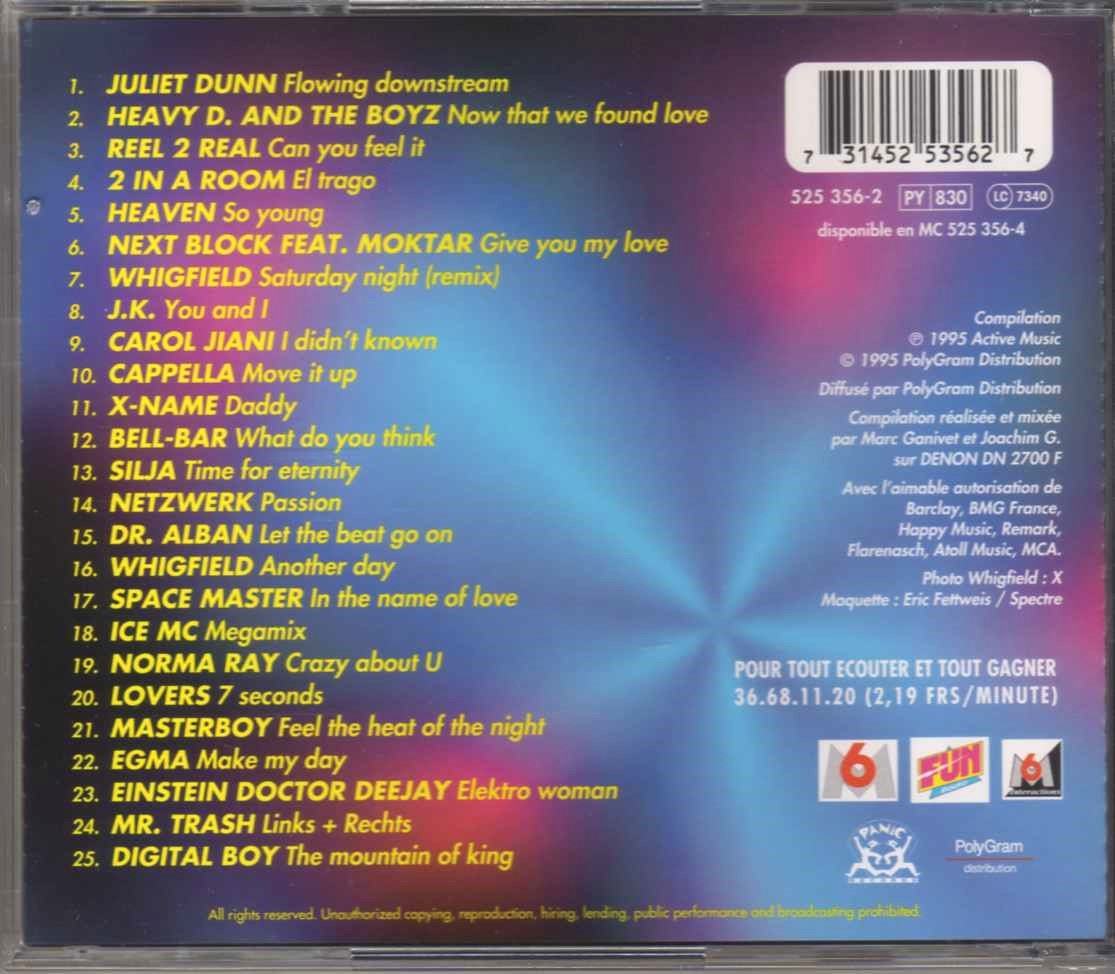 1. JULIET DUNN Flowing downstream
2. HEAVY D. AND THE BOYZ Now that we found love
3. REEL 2 REAL Can you feel it
4. 2 IN A ROOM El trago
5. HEAVEN So young
6. NEXT BLOCK FEAT. MOKTAR Give you my love
7. WHIGFIELD Saturday night (remix)
8. J.K. You and I
9. CAROL JIANI I didn't known
10. CAPPELLA Move it up
11. X-NAME Daddy
12. BELL-BAR What do you think
13. SILJA Time for eternity
14. NETZWERK Passion
15. DR. ALBAN Let the beat go on
16. WHIGFIELD Another day
17. SPACE MASTER In the name of love
18. ICE MC Megamix
19. NORMA RAY Crazy about U
20. LOVERS 7 seconds
21. MASTERBOY Feel the heat of the night
22. EGMA Make my day
23. EINSTEIN DOCTOR DEEJAY Elektro woman
24. MR. TRASH Links + Rechts
25. DIGITAL BOY The mountain of king
7 31452 53562 7
525 356-2 PY 830 LC 7340
disponible en MC 525 356-4
Compilation
℗ 1995 Active Music
© 1995 PolyGram Distribution
Diffusé par PolyGram Distribution
Compilation réalisée et mixée
par Marc Ganivet et Joachim G.
sur DENON DN 2700 F
Avec l'aimable autorisation de
Barclay, BMG France,
Happy Music, Remark,
Flarenasch, Atoll Music, MCA.
Photo Whigfield : X
Maquette : Eric Fettweis / Spectre
POUR TOUT ECOUTER ET TOUT GAGNER
36.68.11.20 (2,19 FRS/MINUTE)
M6 FUN RADIO M6 Interactions
PANIC RECORDS
PolyGram
distribution
All rights reserved. Unauthorized copying, reproduction, hiring, lending, public performance and broadcasting prohibited.